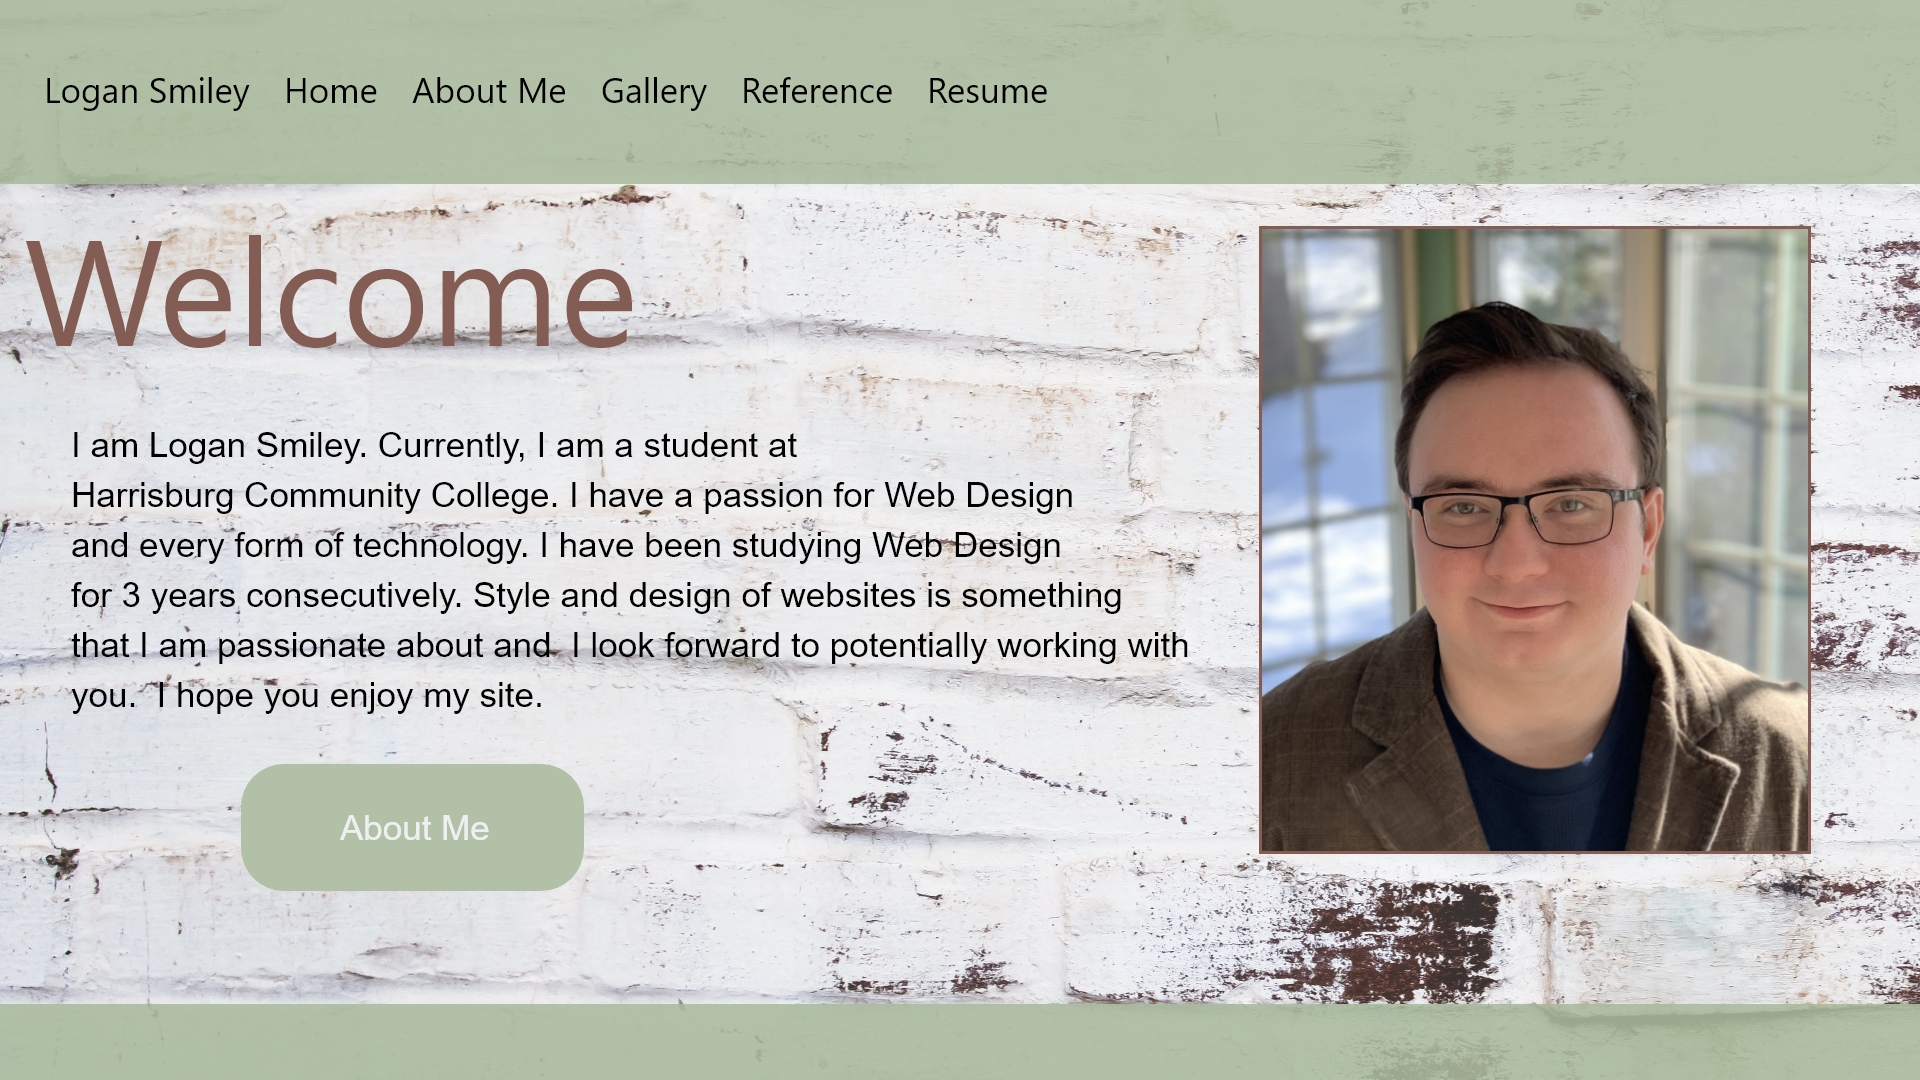 Logan Smiley Home About Me Gallery Reference Resume
Welcome
I am Logan Smiley. Currently, I am a student at
Harrisburg Community College. I have a passion for Web Design
and every form of technology. I have been studying Web Design
for 3 years consecutively. Style and design of websites is something
that I am passionate about and  I look forward to potentially working with
you.  I hope you enjoy my site.
About Me